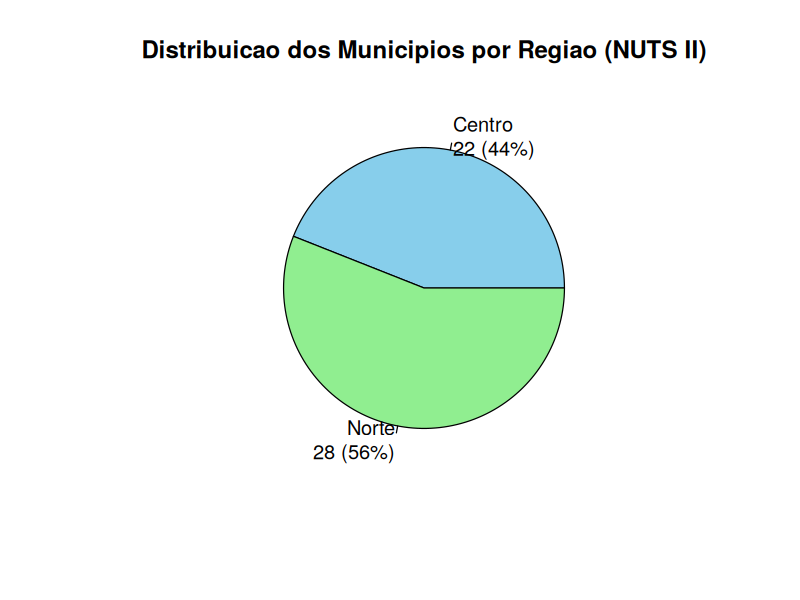 Distribuicao dos Municipios por Regiao (NUTS II)
Centro
22 (44%)
Norte
28 (56%)